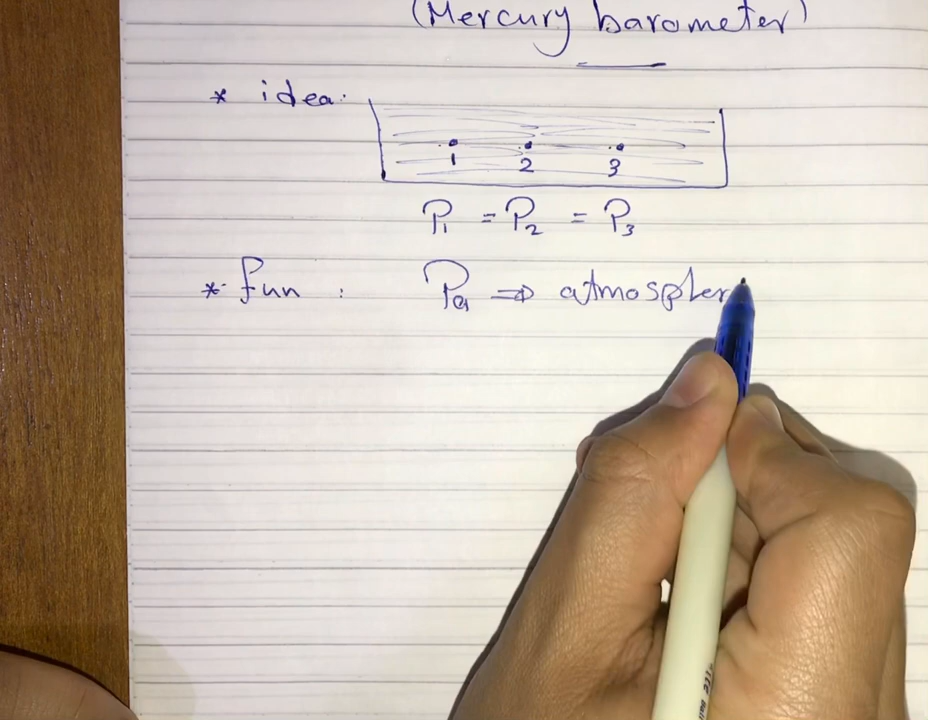 (Mercury barometer)
* idea:
1 2 3
P₁ = P₂ = P₃
* fun : Pa ⇒ atmospher